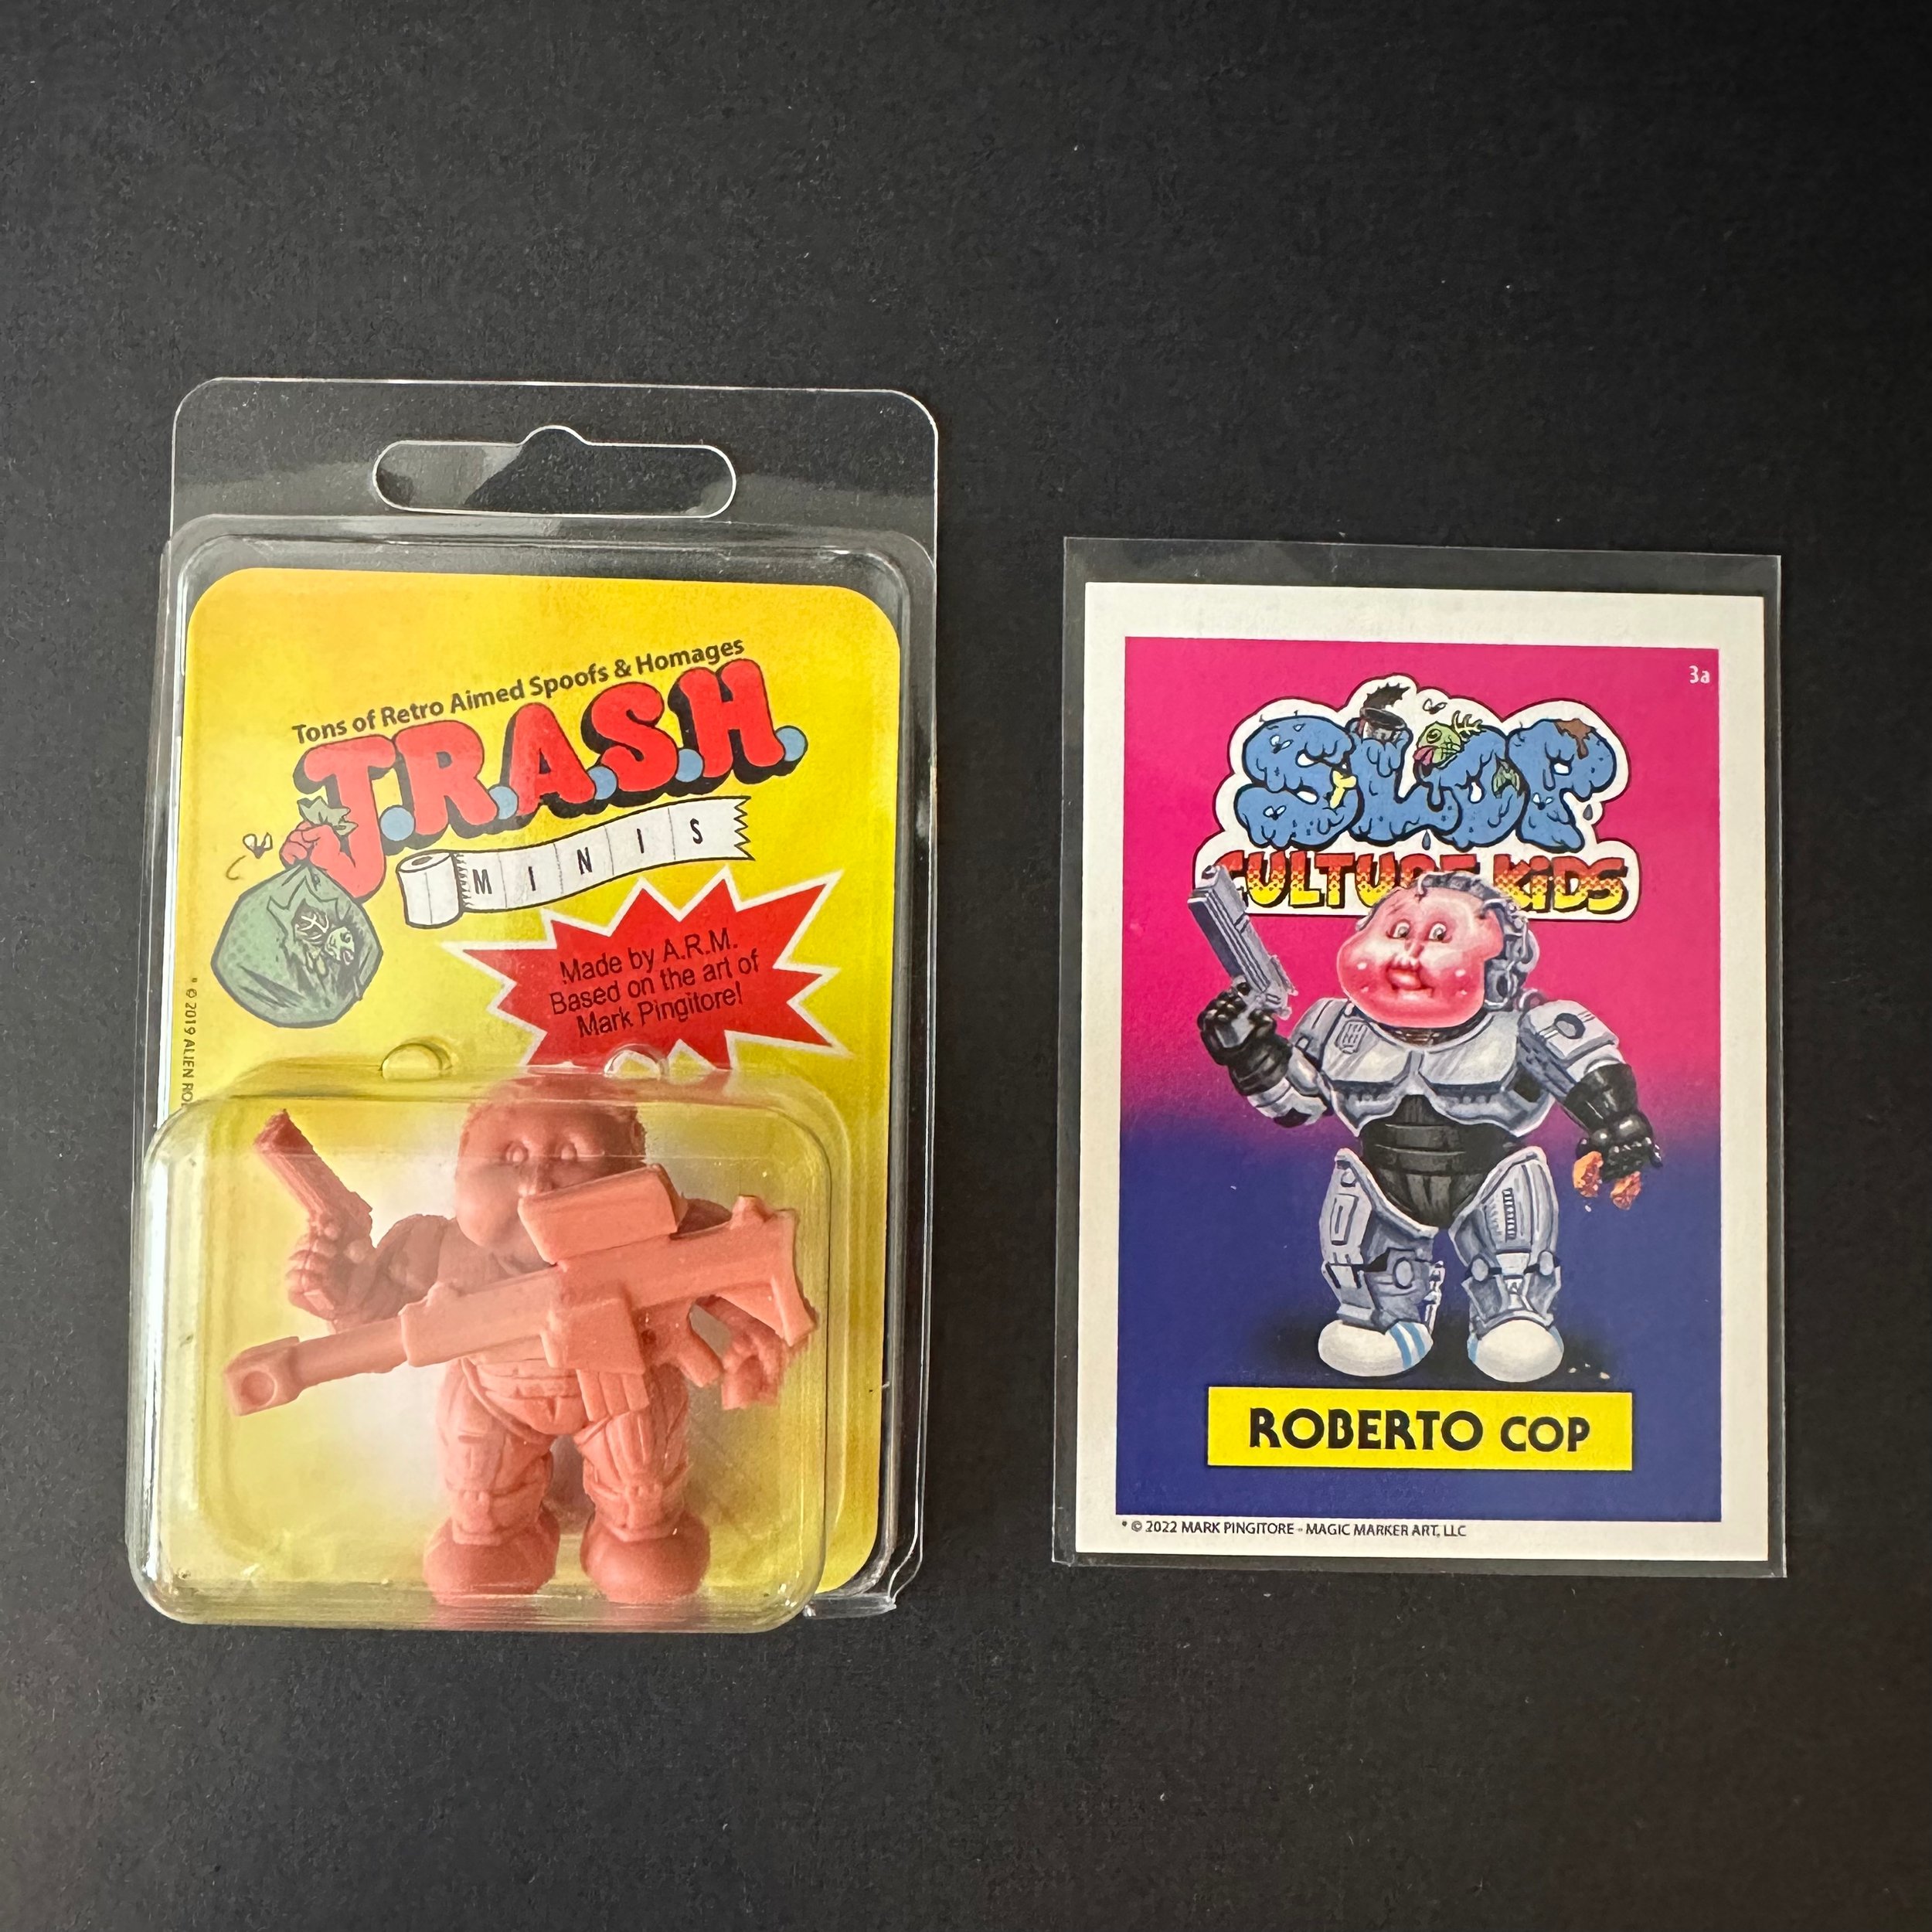 Tons of Retro Aimed Spoofs & Homages
T.R.A.S.H.
MINIS
Made by A.R.M.
Based on the art of
Mark Pingitore!
* © 2019 ALIEN
3a
SLOP
CULTURE KIDS
ROBERTO COP
* © 2022 MARK PINGITORE - MAGIC MARKER ART, LLC